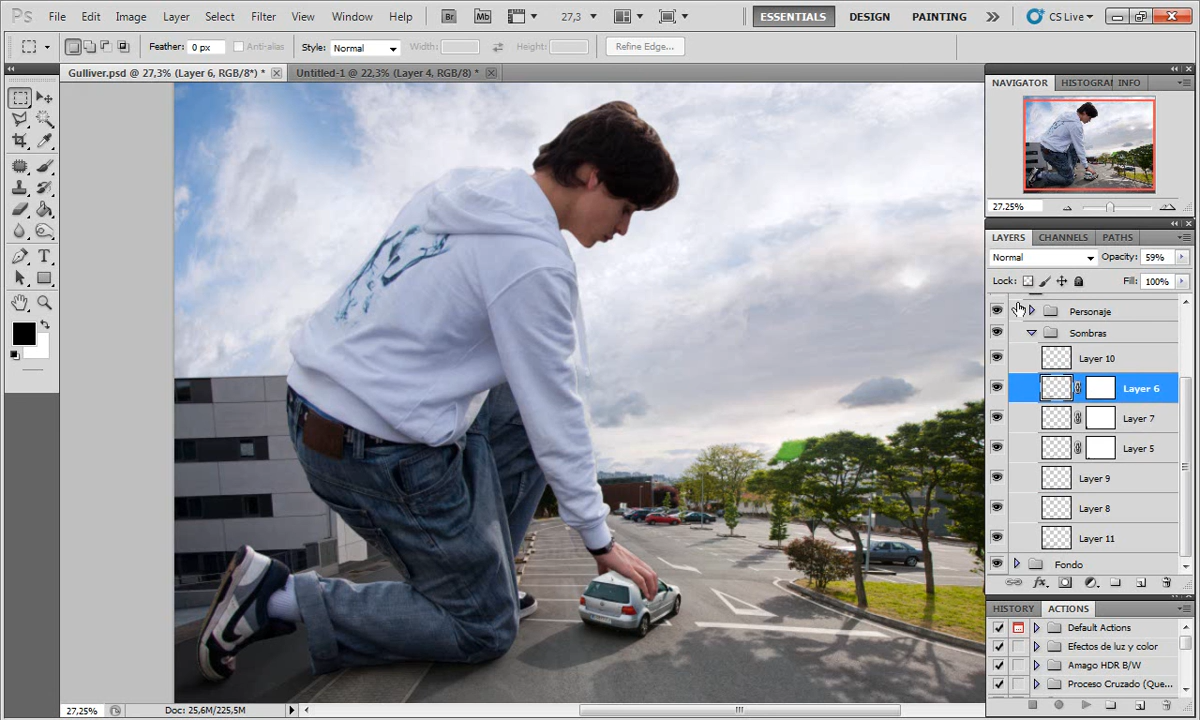 Ps File Edit Image Layer Select Filter View Window Help Br Mb 27,3 ESSENTIALS DESIGN PAINTING CS Live
Feather: 0 px Anti-alias Style: Normal Width: Height: Refine Edge...
Gulliver.psd @ 27,3% (Layer 6, RGB/8*) * Untitled-1 @ 22,3% (Layer 4, RGB/8) *
NAVIGATOR HISTOGRAM INFO
27.25%
LAYERS CHANNELS PATHS
Normal Opacity: 59%
Lock: Fill: 100%
Personaje
Sombras
Layer 10
Layer 6
Layer 7
Layer 5
Layer 9
Layer 8
Layer 11
Fondo
HISTORY ACTIONS
Default Actions
Efectos de luz y color
Amago HDR B/W
Proceso Cruzado (Que...
27,25% Doc: 25,6M/225,5M